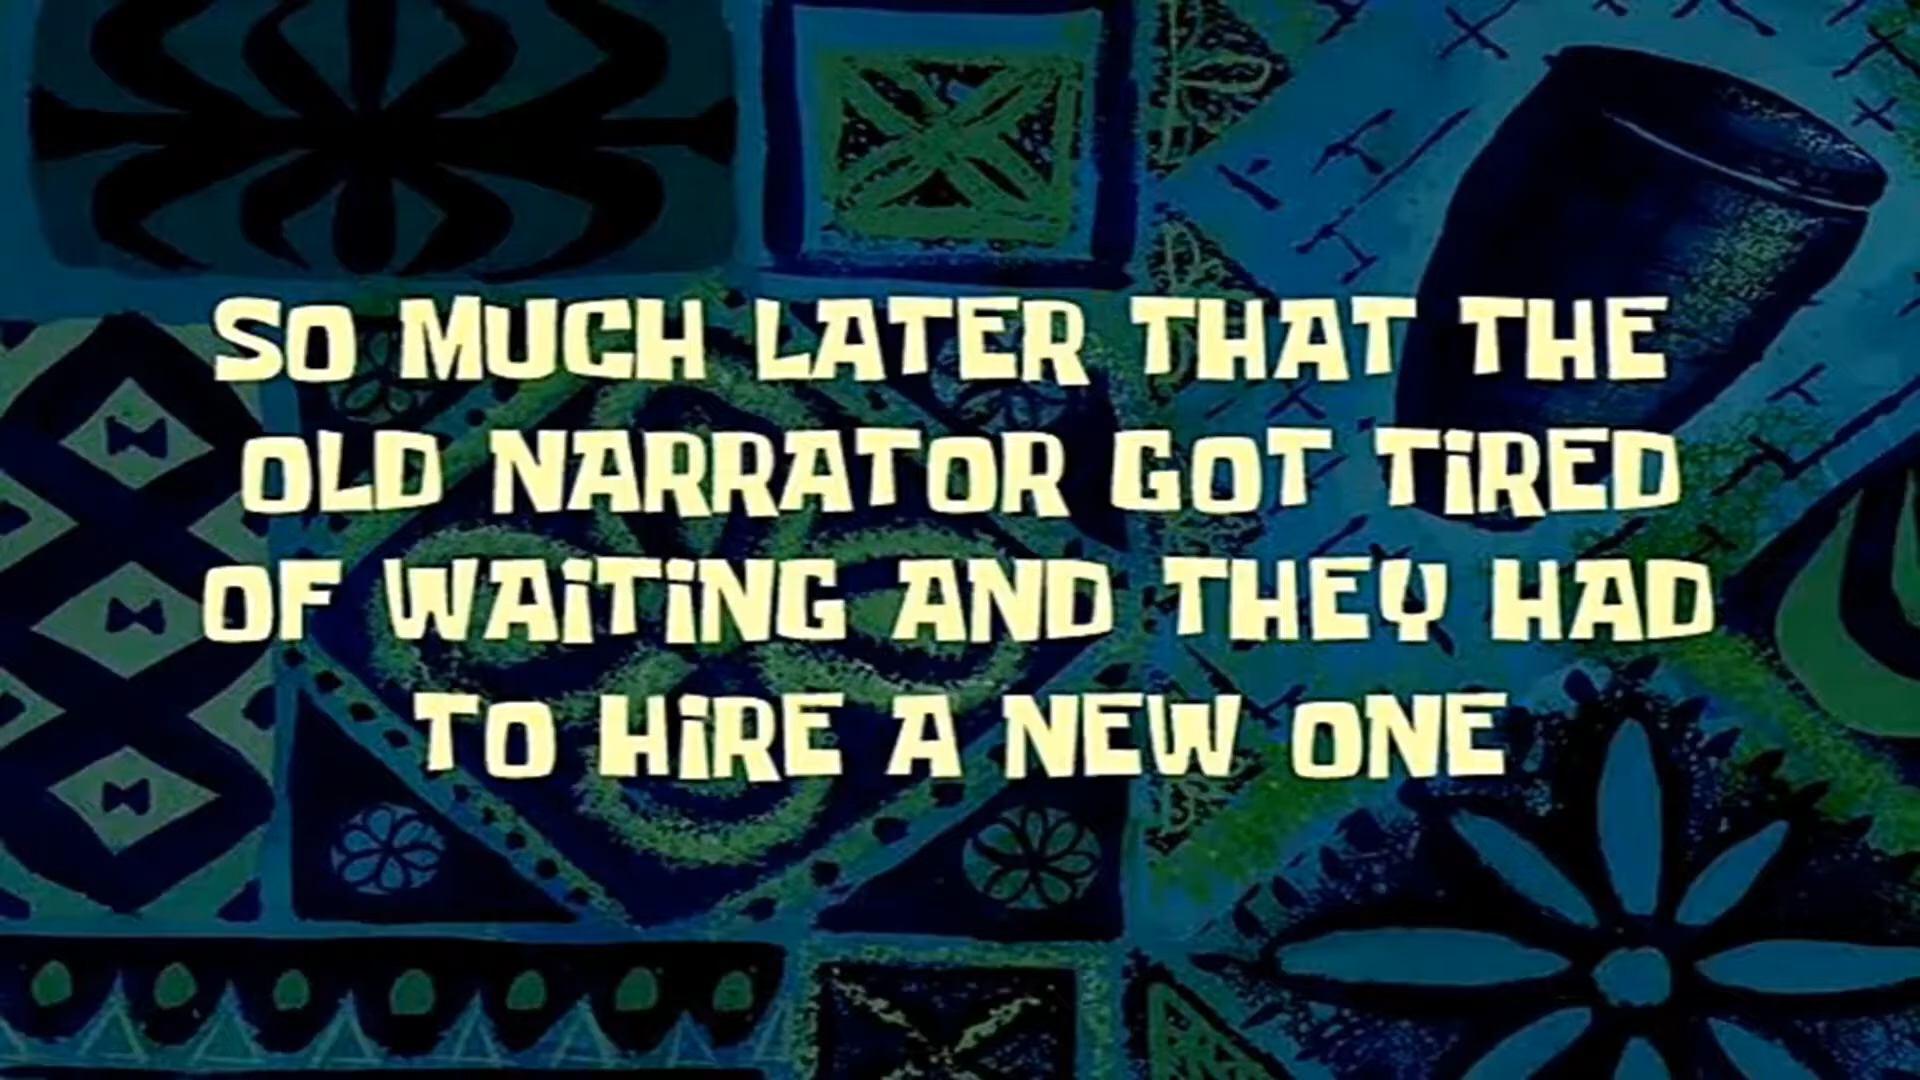 SO MUCH LATER THAT THE
OLD NARRATOR GOT TiRED
OF WAiTiNG AND THEY HAD
TO HiRE A NEW ONE